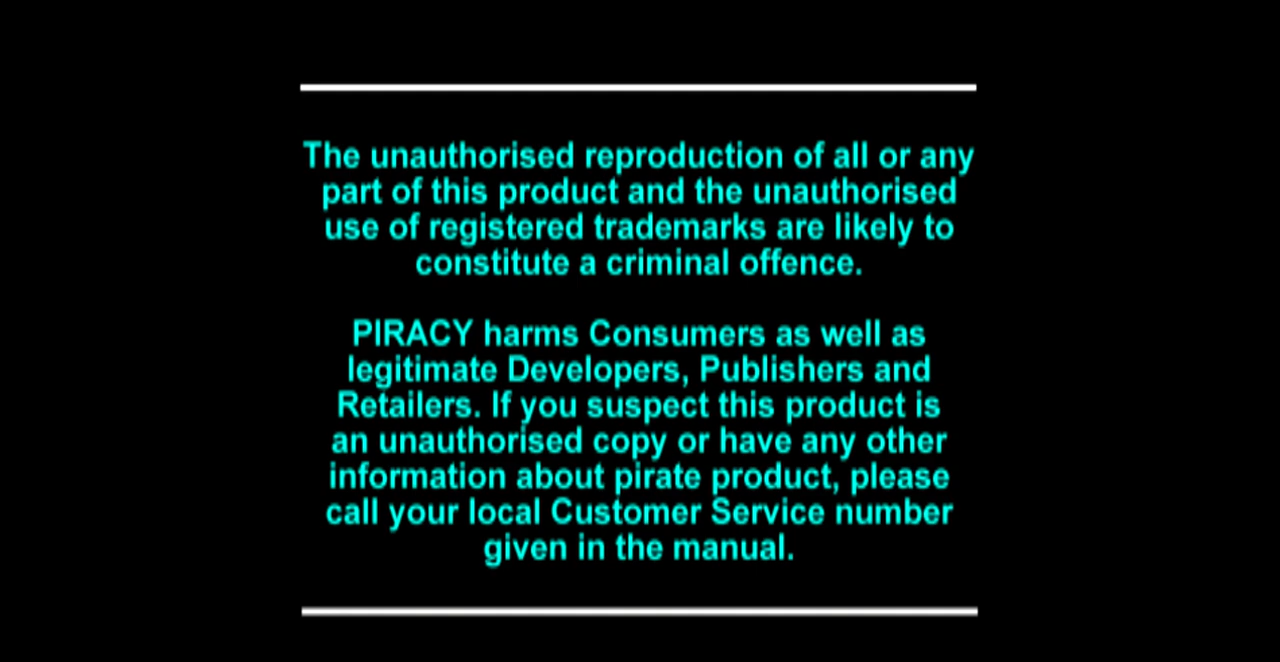 The unauthorised reproduction of all or any
part of this product and the unauthorised
use of registered trademarks are likely to
constitute a criminal offence.
PIRACY harms Consumers as well as
legitimate Developers, Publishers and
Retailers. If you suspect this product is
an unauthorised copy or have any other
information about pirate product, please
call your local Customer Service number
given in the manual.